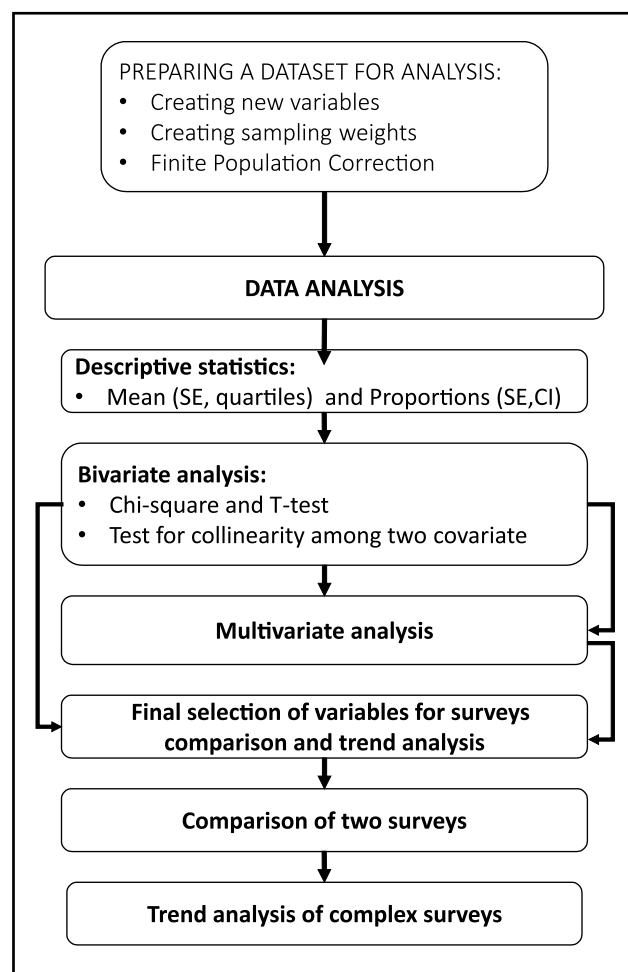 PREPARING A DATASET FOR ANALYSIS:
• Creating new variables
• Creating sampling weights
• Finite Population Correction
DATA ANALYSIS
Descriptive statistics:
• Mean (SE, quartiles) and Proportions (SE,CI)
Bivariate analysis:
• Chi-square and T-test
• Test for collinearity among two covariate
Multivariate analysis
Final selection of variables for surveys
comparison and trend analysis
Comparison of two surveys
Trend analysis of complex surveys